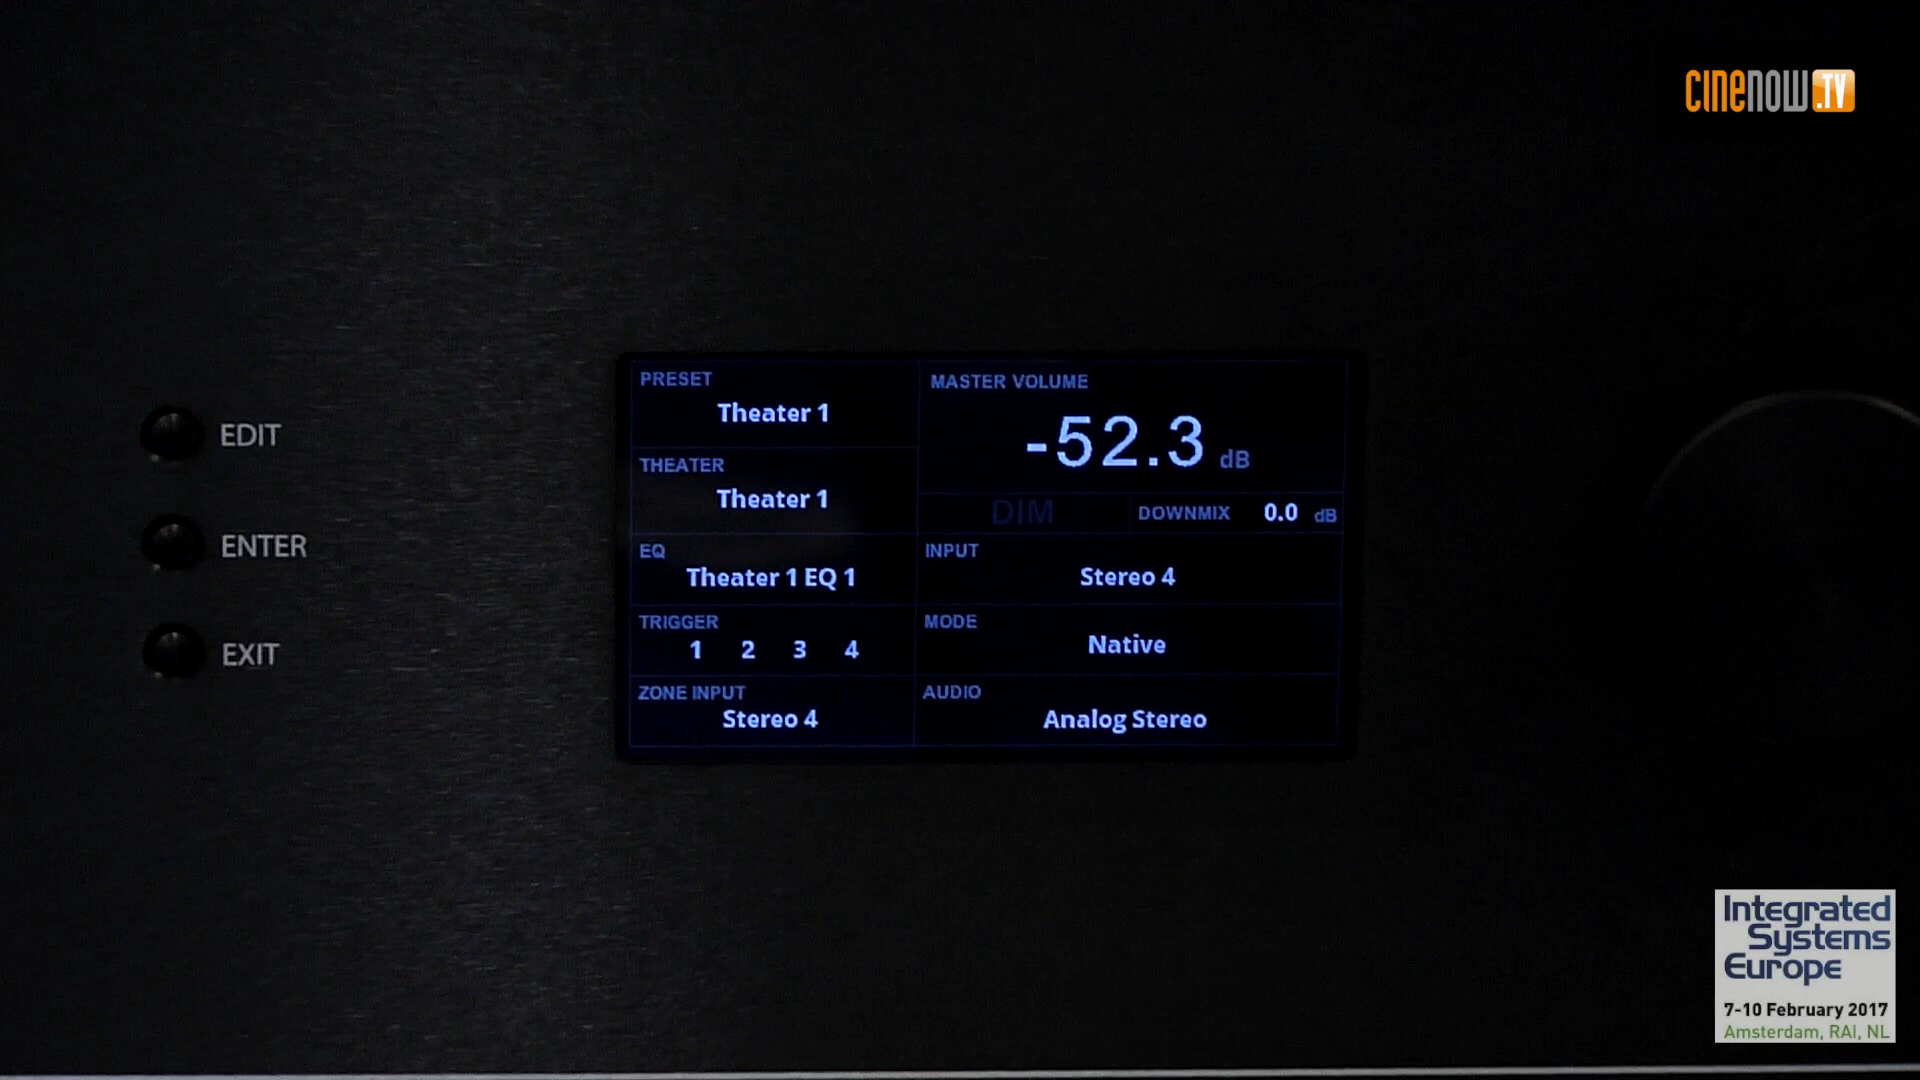 CINENOW.TV
EDIT
ENTER
EXIT
PRESET
Theater 1
THEATER
Theater 1
EQ
Theater 1 EQ 1
TRIGGER
1 2 3 4
ZONE INPUT
Stereo 4
MASTER VOLUME
-52.3 dB
DIM
DOWNMIX 0.0 dB
INPUT
Stereo 4
MODE
Native
AUDIO
Analog Stereo
Integrated
Systems
Europe
7-10 February 2017
Amsterdam, RAI, NL